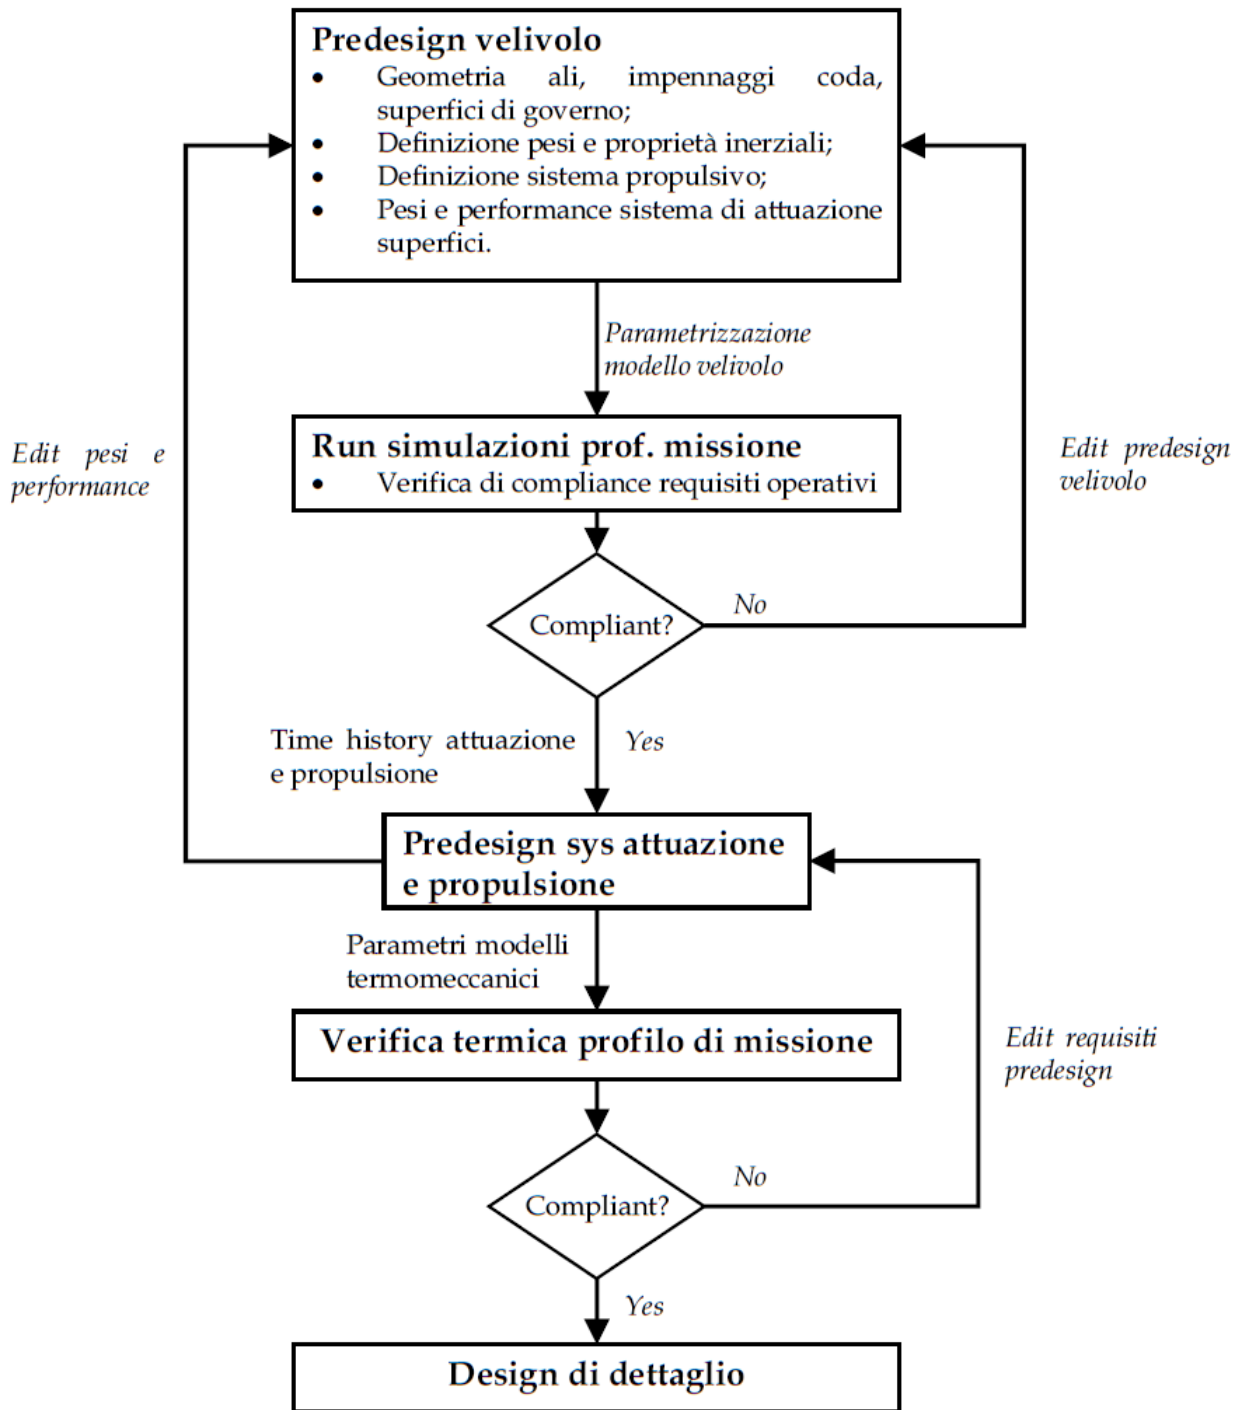 Predesign velivolo
• Geometria ali, impennaggi coda,
superfici di governo;
• Definizione pesi e proprietà inerziali;
• Definizione sistema propulsivo;
• Pesi e performance sistema di attuazione
superfici.
Parametrizzazione
modello velivolo
Edit pesi e
performance
Run simulazioni prof. missione
• Verifica di compliance requisiti operativi
Edit predesign
velivolo
Compliant?
No
Time history attuazione
e propulsione
Yes
Predesign sys attuazione
e propulsione
Parametri modelli
termomeccanici
Verifica termica profilo di missione
Edit requisiti
predesign
Compliant?
No
Yes
Design di dettaglio